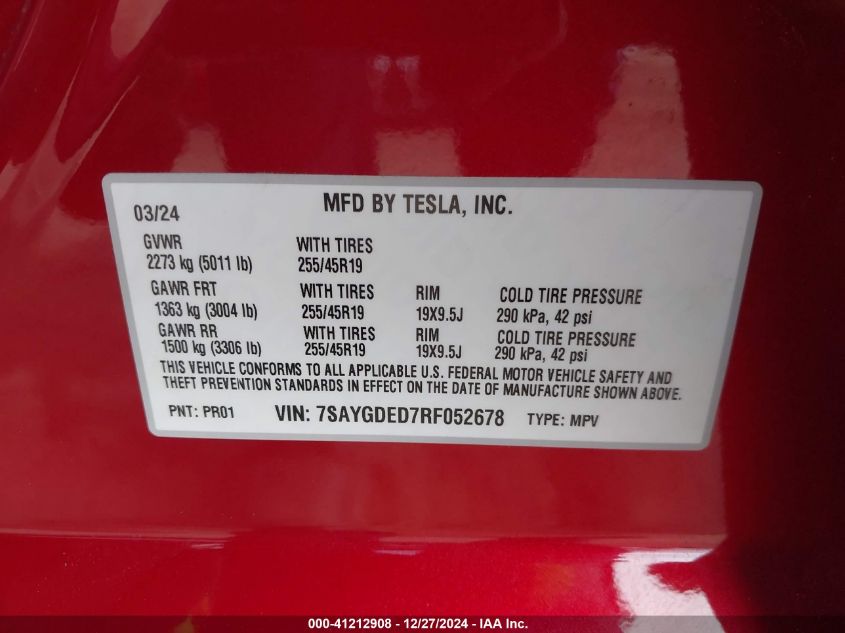 03/24 MFD BY TESLA, INC.
GVWR WITH TIRES
2273 kg (5011 lb) 255/45R19
GAWR FRT WITH TIRES RIM COLD TIRE PRESSURE
1363 kg (3004 lb) 255/45R19 19X9.5J 290 kPa, 42 psi
GAWR RR WITH TIRES RIM COLD TIRE PRESSURE
1500 kg (3306 lb) 255/45R19 19X9.5J 290 kPa, 42 psi
THIS VEHICLE CONFORMS TO ALL APPLICABLE U.S. FEDERAL MOTOR VEHICLE SAFETY AND
THEFT PREVENTION STANDARDS IN EFFECT ON THE DATE OF MANUFACTURE SHOWN ABOVE.
PNT: PR01 VIN: 7SAYGDED7RF052678 TYPE: MPV
000-41212908 - 12/27/2024 - IAA Inc.